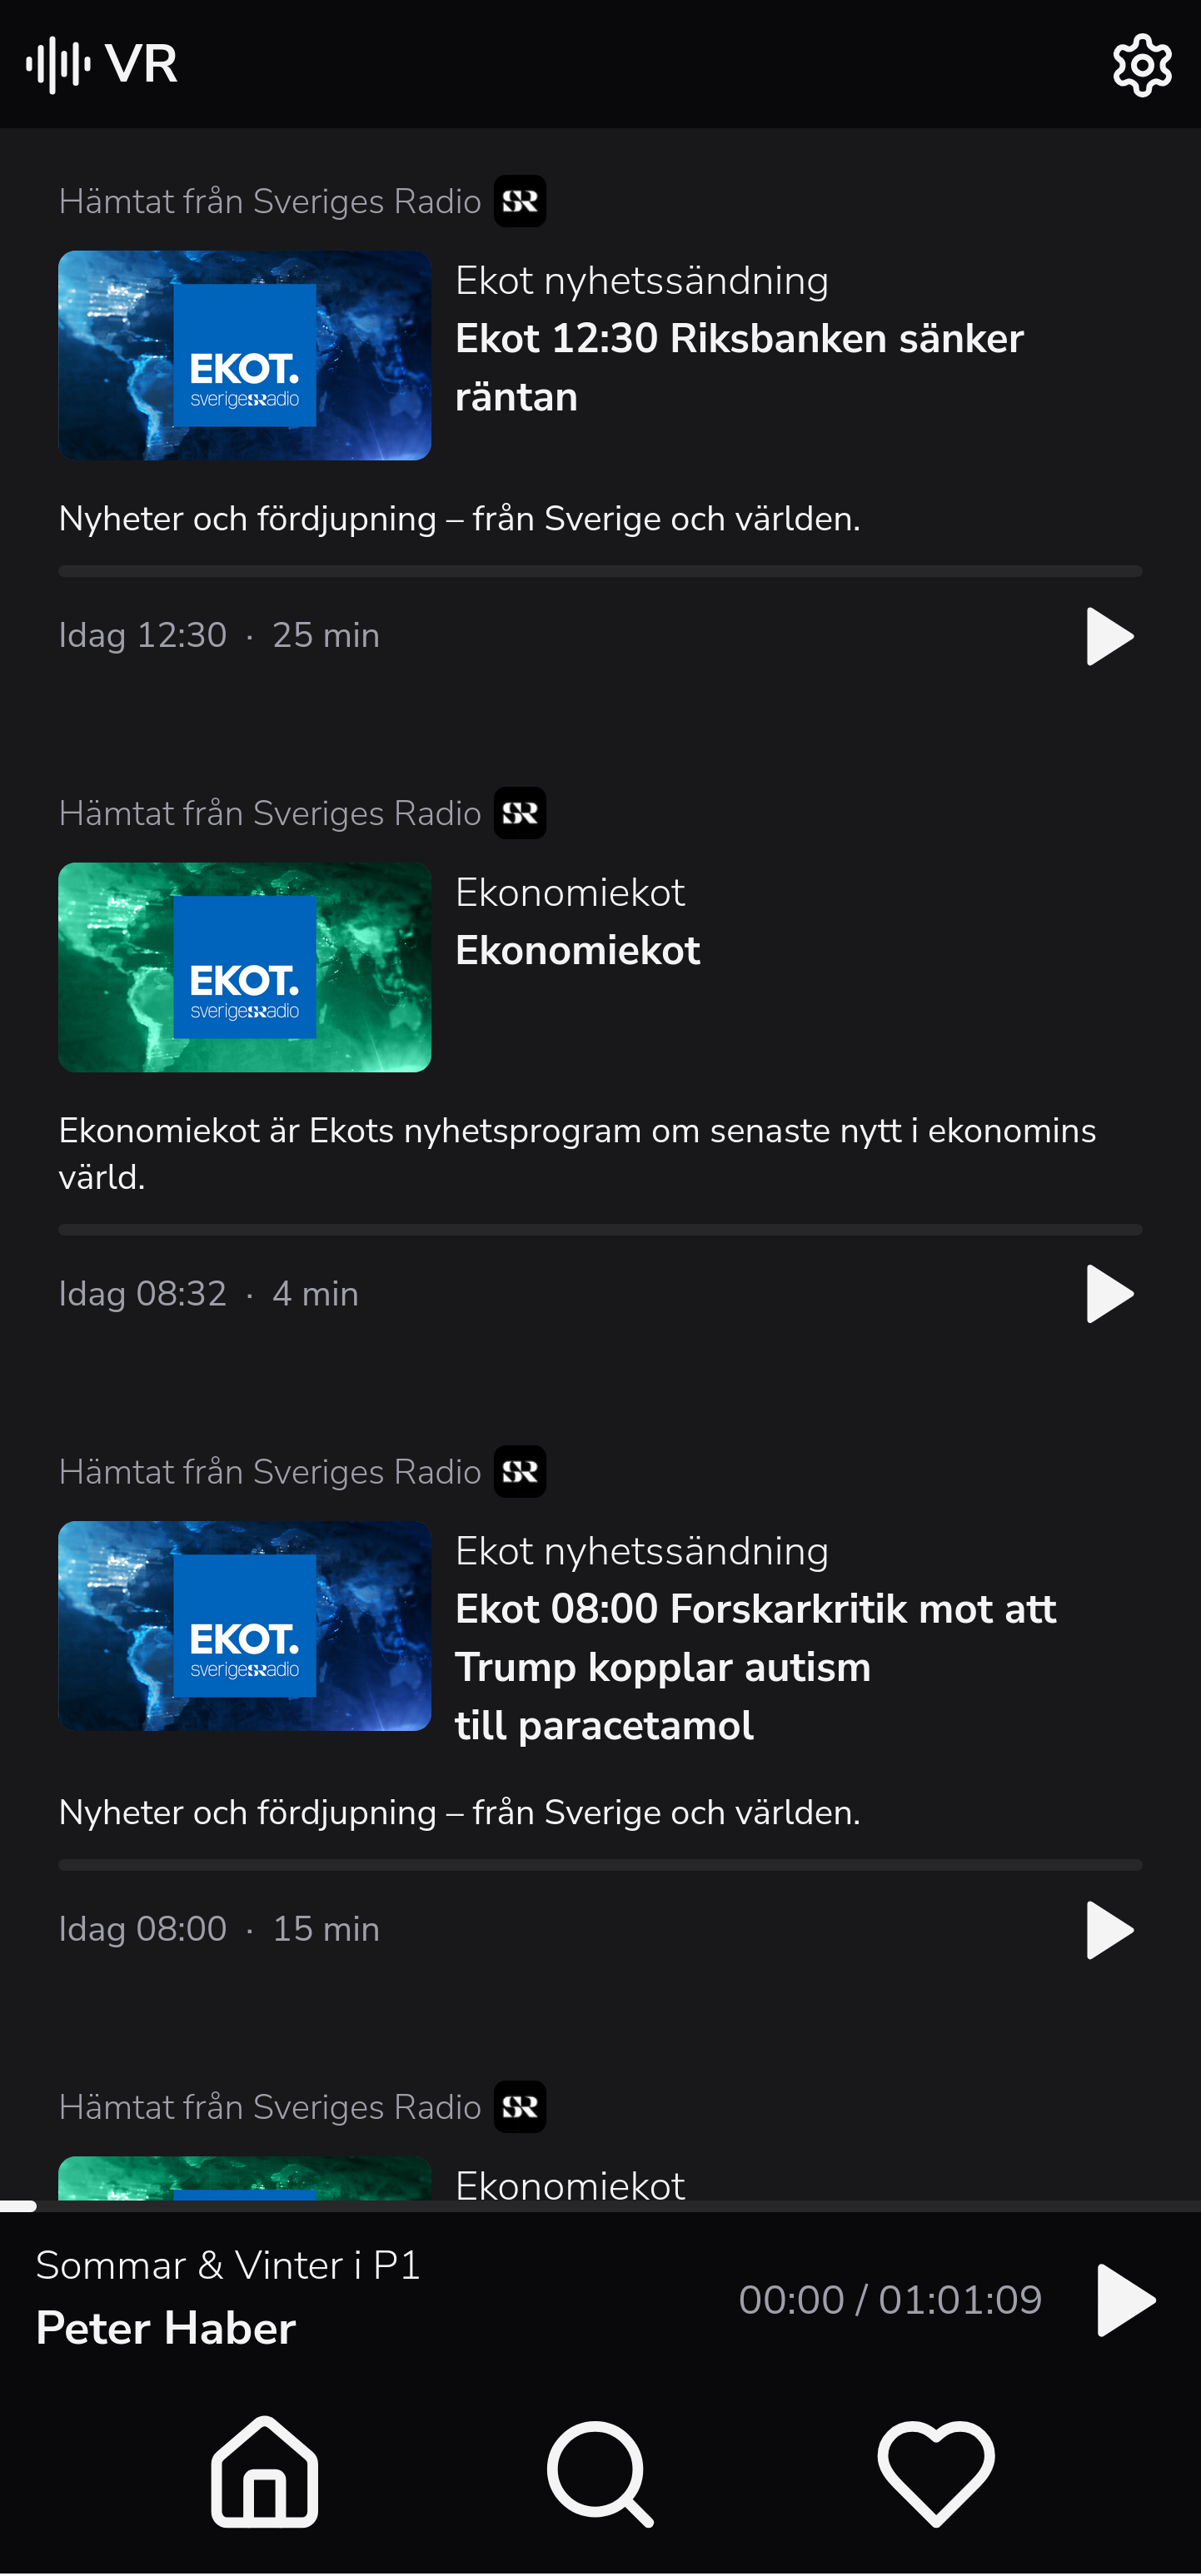 VR
Hämtat från Sveriges Radio SR
EKOT.
sverigesRadio
Ekot nyhetssändning
Ekot 12:30 Riksbanken sänker
räntan
Nyheter och fördjupning – från Sverige och världen.
Idag 12:30 · 25 min
Hämtat från Sveriges Radio SR
EKOT.
sverigesRadio
Ekonomiekot
Ekonomiekot
Ekonomiekot är Ekots nyhetsprogram om senaste nytt i ekonomins
värld.
Idag 08:32 · 4 min
Hämtat från Sveriges Radio SR
EKOT.
sverigesRadio
Ekot nyhetssändning
Ekot 08:00 Forskarkritik mot att
Trump kopplar autism
till paracetamol
Nyheter och fördjupning – från Sverige och världen.
Idag 08:00 · 15 min
Hämtat från Sveriges Radio SR
Ekonomiekot
Sommar & Vinter i P1
Peter Haber
00:00 / 01:01:09